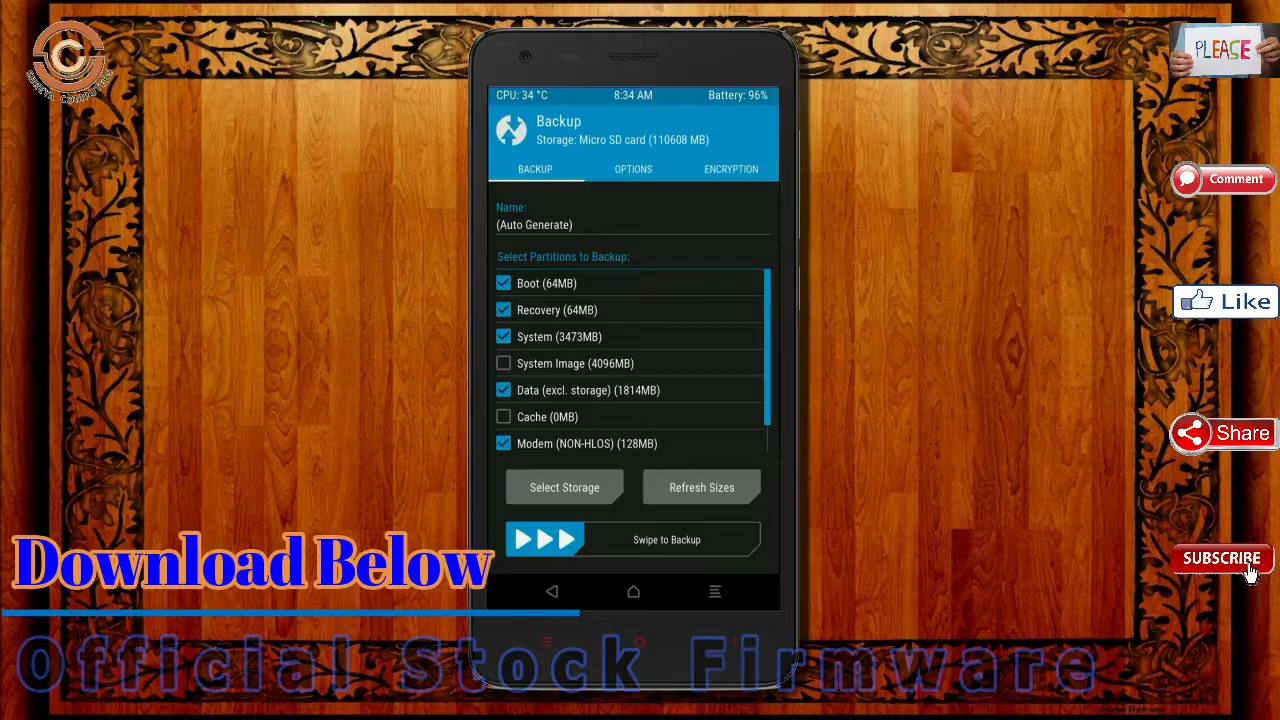 SHREYA COMPUTERS
PLEASE
CPU: 34 °C 8:34 AM Battery: 96%
Backup
Storage: Micro SD card (110608 MB)
BACKUP OPTIONS ENCRYPTION
Name:
(Auto Generate)
Select Partitions to Backup:
Boot (64MB)
Recovery (64MB)
System (3473MB)
System Image (4096MB)
Data (excl. storage) (1814MB)
Cache (0MB)
Modem (NON-HLOS) (128MB)
Select Storage Refresh Sizes
Swipe to Backup
Comment
Like
Share
SUBSCRIBE
Download Below
Official Stock Firmware